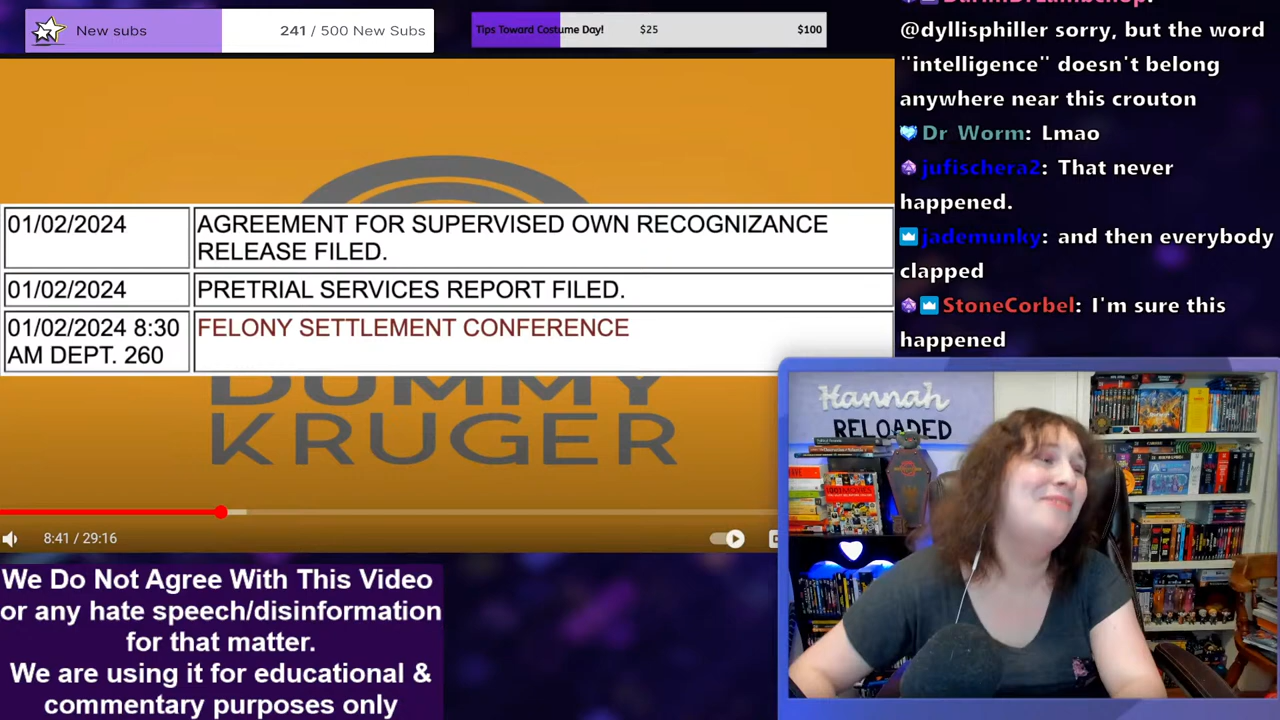 New subs
241 / 500 New Subs
Tips Toward Costume Day!
$25
$100
@dyllisphiller sorry, but the word
"intelligence" doesn't belong
anywhere near this crouton
Dr Worm: Lmao
jufischera2: That never
happened.
jademunky: and then everybody
clapped
StoneCorbel: I'm sure this
happened
01/02/2024
AGREEMENT FOR SUPERVISED OWN RECOGNIZANCE
RELEASE FILED.
01/02/2024
PRETRIAL SERVICES REPORT FILED.
01/02/2024 8:30
AM DEPT. 260
FELONY SETTLEMENT CONFERENCE
DUMMY
KRUGER
8:41 / 29:16
Hannah
RELOADED
We Do Not Agree With This Video
or any hate speech/disinformation
for that matter.
We are using it for educational &
commentary purposes only